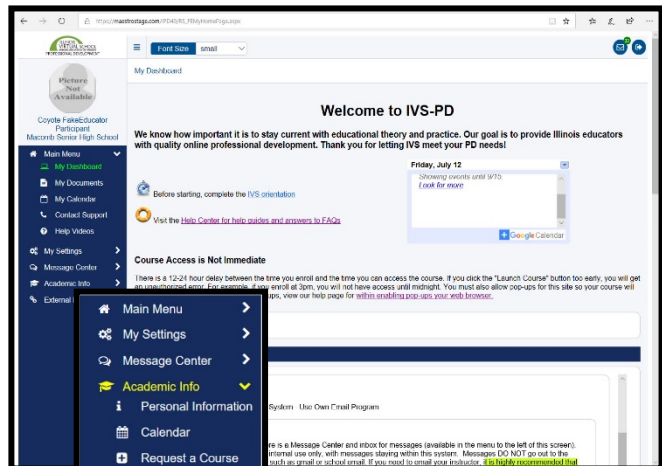 https://www.maestrostage.com/IPD40/IRS_PBMyHomePage.aspx
ILLINOIS
VIRTUAL SCHOOL
PROFESSIONAL DEVELOPMENT
Font Size small
My Dashboard
Picture
Not
Available
Coyote FakeEducator
Participant
Macomb Senior High School
Main Menu
My Dashboard
My Documents
My Calendar
Contact Support
Help Videos
My Settings
Message Center
Academic Info
External
Welcome to IVS-PD
We know how important it is to stay current with educational theory and practice. Our goal is to provide Illinois educators
with quality online professional development. Thank you for letting IVS meet your PD needs!
Before starting, complete the IVS orientation
Visit the Help Center for help guides and answers to FAQs
Friday, July 12
Showing events until 9/15.
Look for more
Google Calendar
Course Access is Not Immediate
There is a 12-24 hour delay between the time you enroll and the time you can access the course. If you click the "Launch Course" button too early, you will get
an unauthorized error. For example, if you enroll at 3pm, you will not have access until midnight. You must also allow pop-ups for this site so your course will
ups, view our help page for within enabling pop-ups your web browser.
Main Menu
My Settings
Message Center
Academic Info
Personal Information
Calendar
Request a Course
System - Use Own Email Program
re is a Message Center and inbox for messages (available in the menu to the left of this screen).
internal use only, with messages staying within this system. Messages DO NOT go out to the
such as gmail or school email. If you need to email your instructor, it is highly recommended that